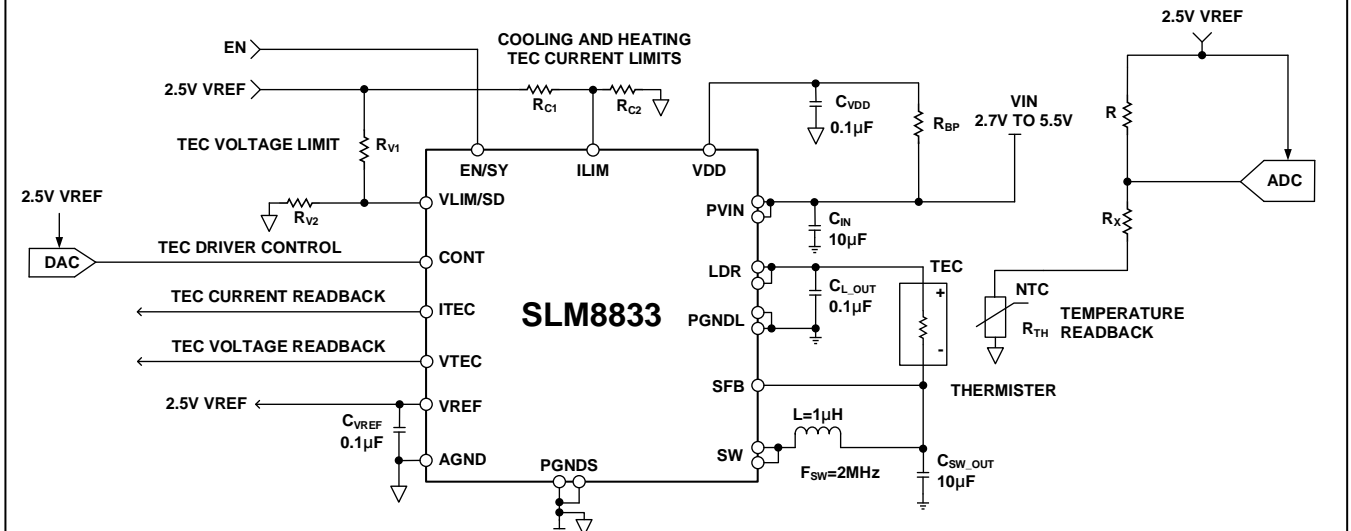 2.5V VREF
EN
COOLING AND HEATING
TEC CURRENT LIMITS
2.5V VREF
RC1
RC2
CVDD
0.1µF
RBP
VIN
2.7V TO 5.5V
R
TEC VOLTAGE LIMIT
RV1
EN/SY
ILIM
VDD
ADC
2.5V VREF
RV2
VLIM/SD
PVIN
CIN
10µF
RX
DAC
TEC DRIVER CONTROL
CONT
LDR
CL_OUT
0.1µF
TEC
+
-
NTC
RTH
TEMPERATURE
READBACK
TEC CURRENT READBACK
ITEC
SLM8833
PGNDL
TEC VOLTAGE READBACK
VTEC
SFB
THERMISTER
2.5V VREF
VREF
CVREF
0.1µF
L=1µH
AGND
PGNDS
SW
FSW=2MHz
CSW_OUT
10µF